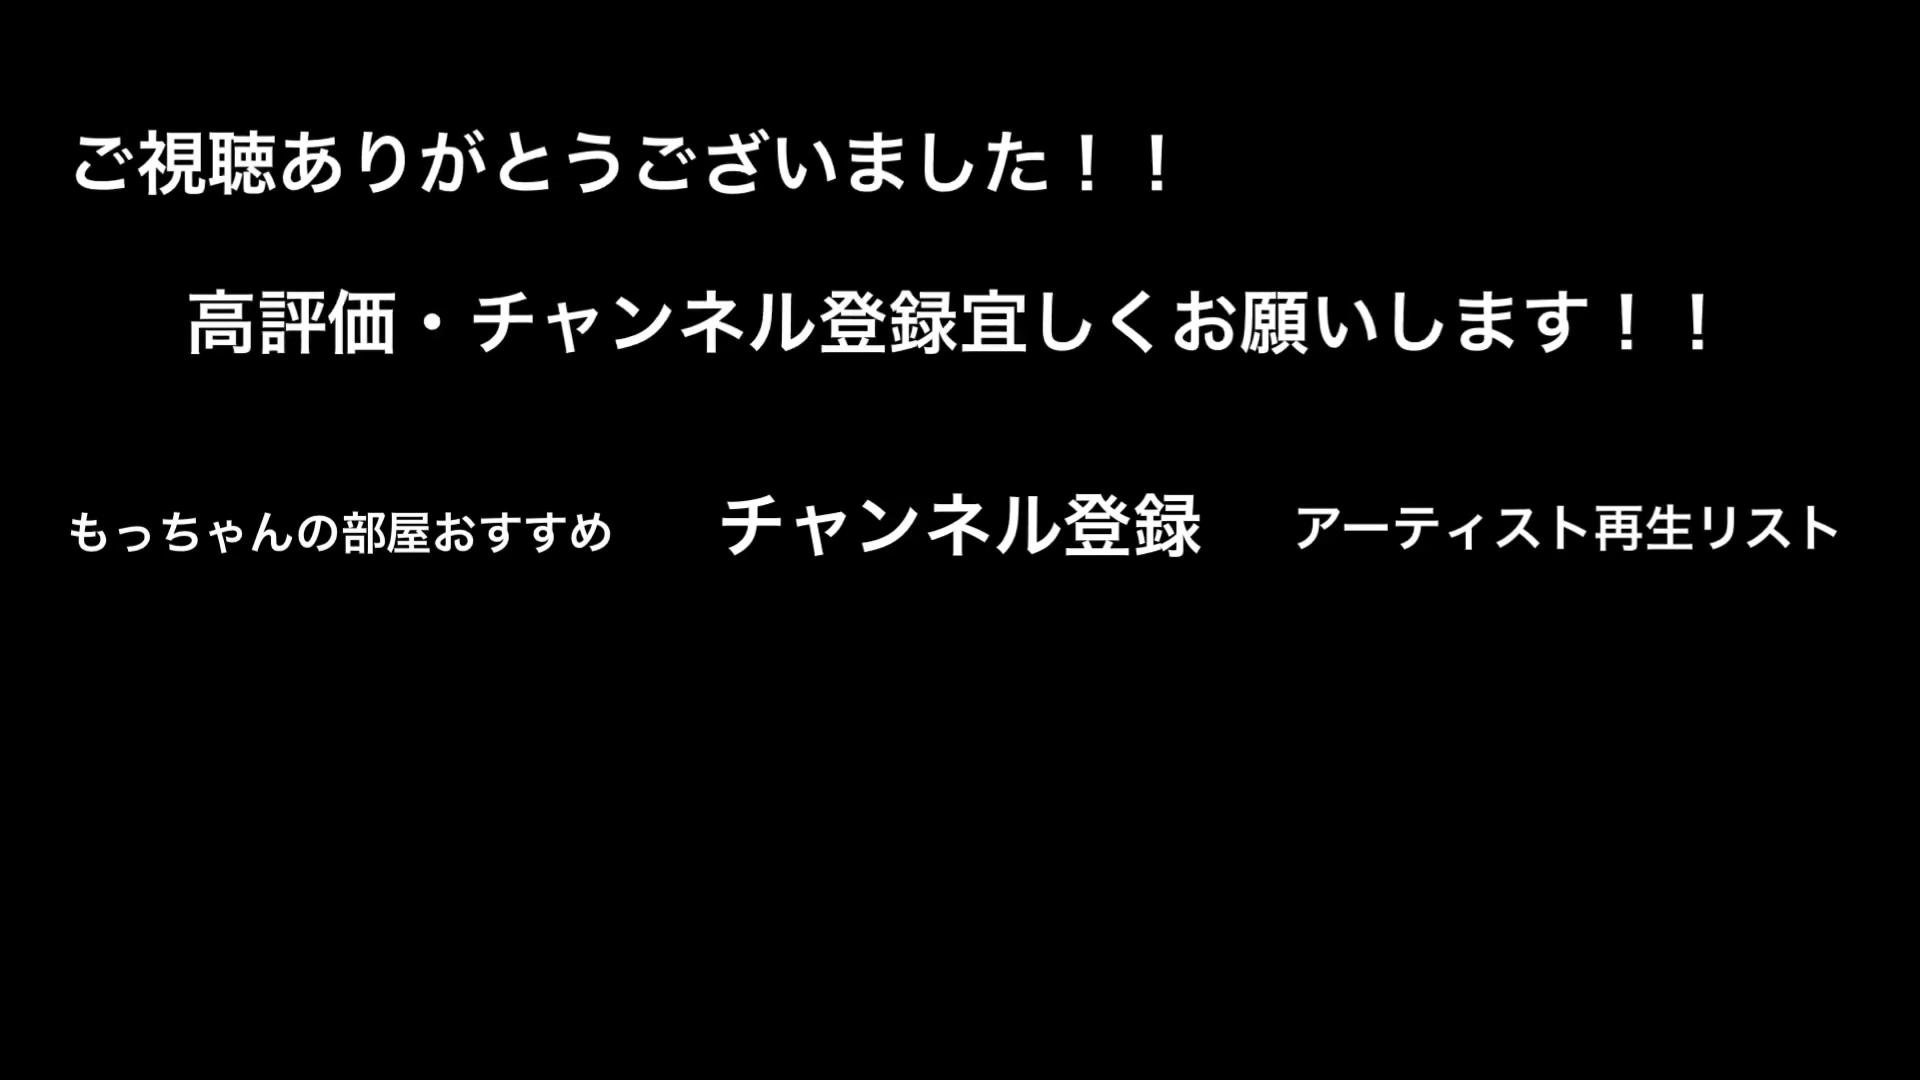 ご視聴ありがとうございました！！
高評価・チャンネル登録宜しくお願いします！！
もっちゃんの部屋おすすめ
チャンネル登録
アーティスト再生リスト